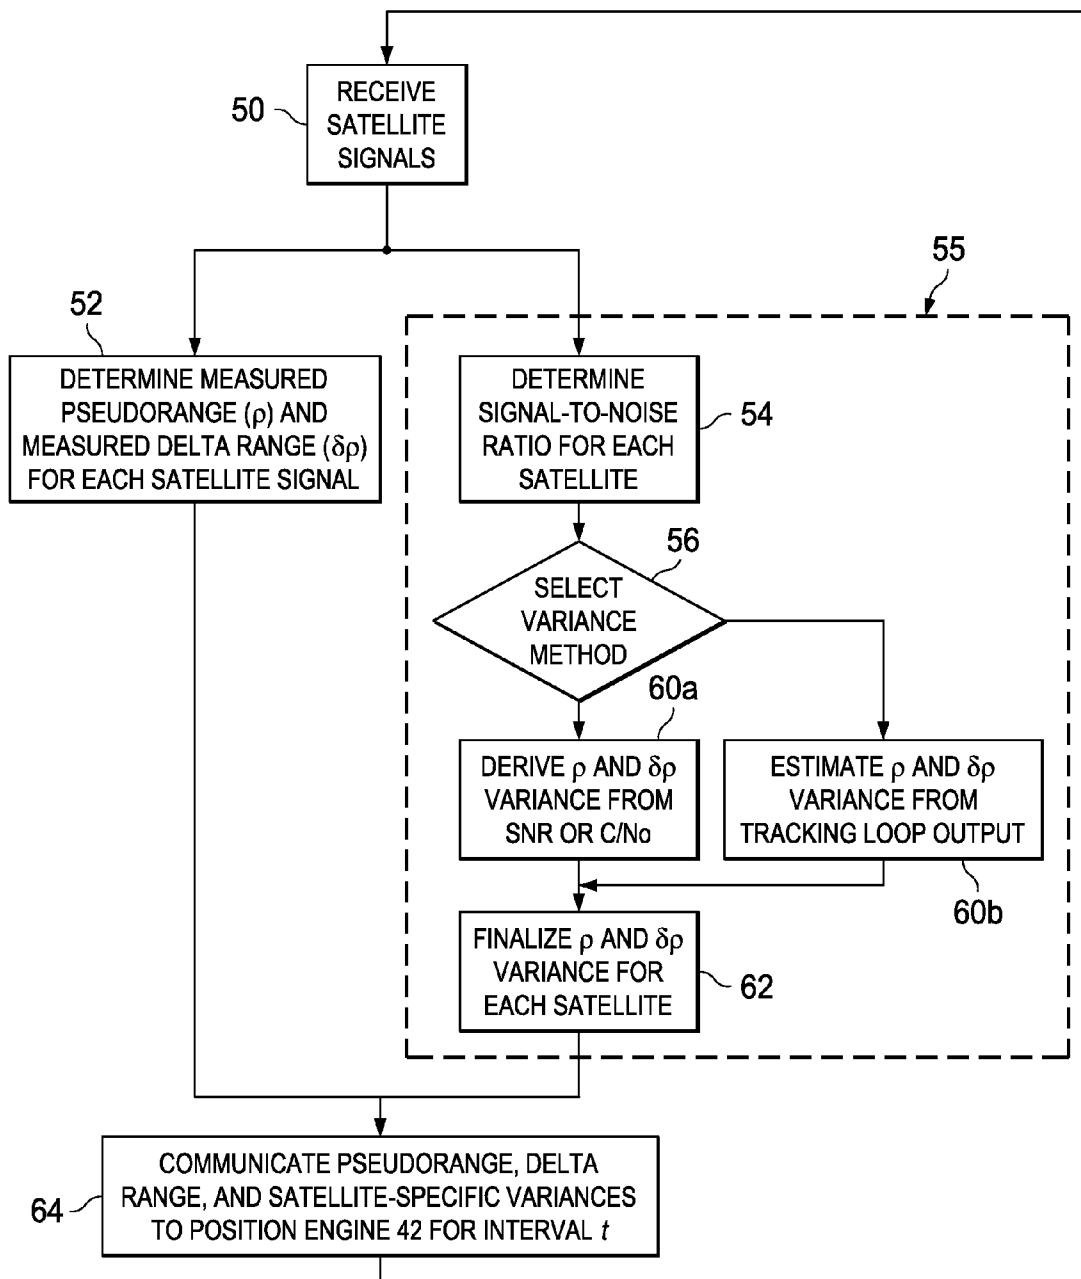 50
RECEIVE
SATELLITE
SIGNALS
55
52
DETERMINE MEASURED
PSEUDORANGE (ρ) AND
MEASURED DELTA RANGE (δρ)
FOR EACH SATELLITE SIGNAL
DETERMINE
SIGNAL-TO-NOISE
RATIO FOR EACH
SATELLITE
54
56
SELECT
VARIANCE
METHOD
60a
DERIVE ρ AND δρ
VARIANCE FROM
SNR OR C/No
ESTIMATE ρ AND δρ
VARIANCE FROM
TRACKING LOOP OUTPUT
60b
FINALIZE ρ AND δρ
VARIANCE FOR
EACH SATELLITE
62
64
COMMUNICATE PSEUDORANGE, DELTA
RANGE, AND SATELLITE-SPECIFIC VARIANCES
TO POSITION ENGINE 42 FOR INTERVAL t